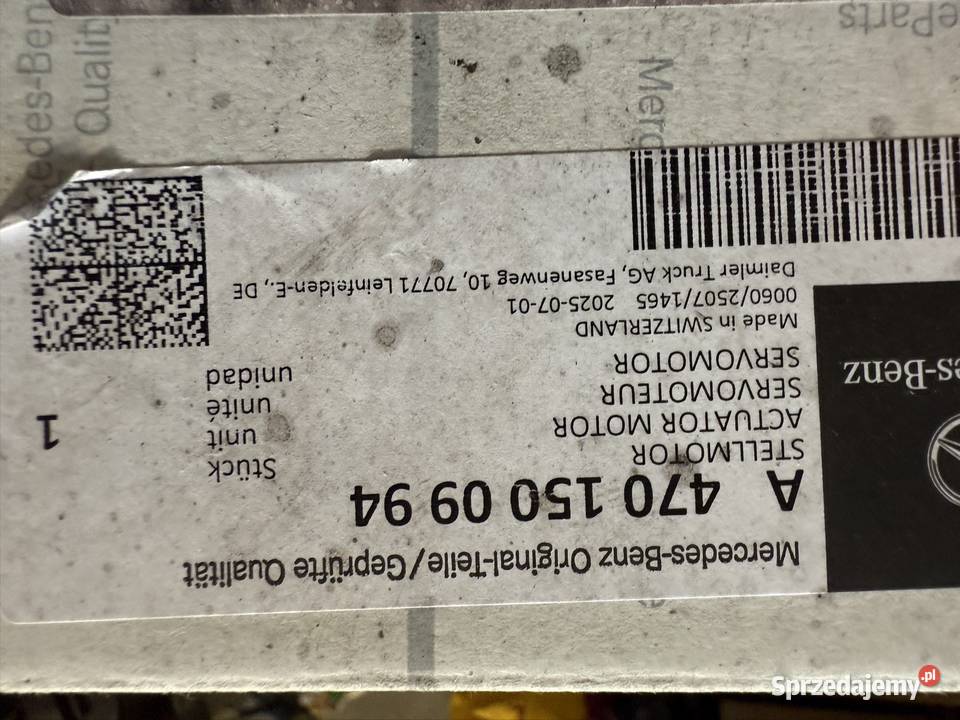 Mercedes-Benz Original-Teile/Geprüfte Qualität
A 470 150 09 94
STELLMOTOR
ACTUATOR MOTOR
SERVOMOTEUR
SERVOMOTOR
Stück
unit
unité
unidad
1
Made in SWITZERLAND
0060/2507/1465 2025-07-01
Daimler Truck AG, Fasanenweg 10, 70771 Leinfelden-E., DE
es-Benz
cedes-Ben
Qualit
Merc
eParts
Sprzedajemy.pl